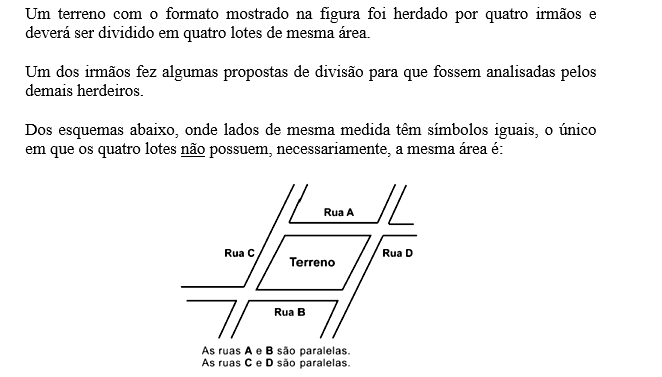 Um terreno com o formato mostrado na figura foi herdado por quatro irmãos e
deverá ser dividido em quatro lotes de mesma área.
Um dos irmãos fez algumas propostas de divisão para que fossem analisadas pelos
demais herdeiros.
Dos esquemas abaixo, onde lados de mesma medida têm símbolos iguais, o único
em que os quatro lotes não possuem, necessariamente, a mesma área é:
Rua A
Rua C
Rua D
Terreno
Rua B
As ruas A e B são paralelas.
As ruas C e D são paralelas.